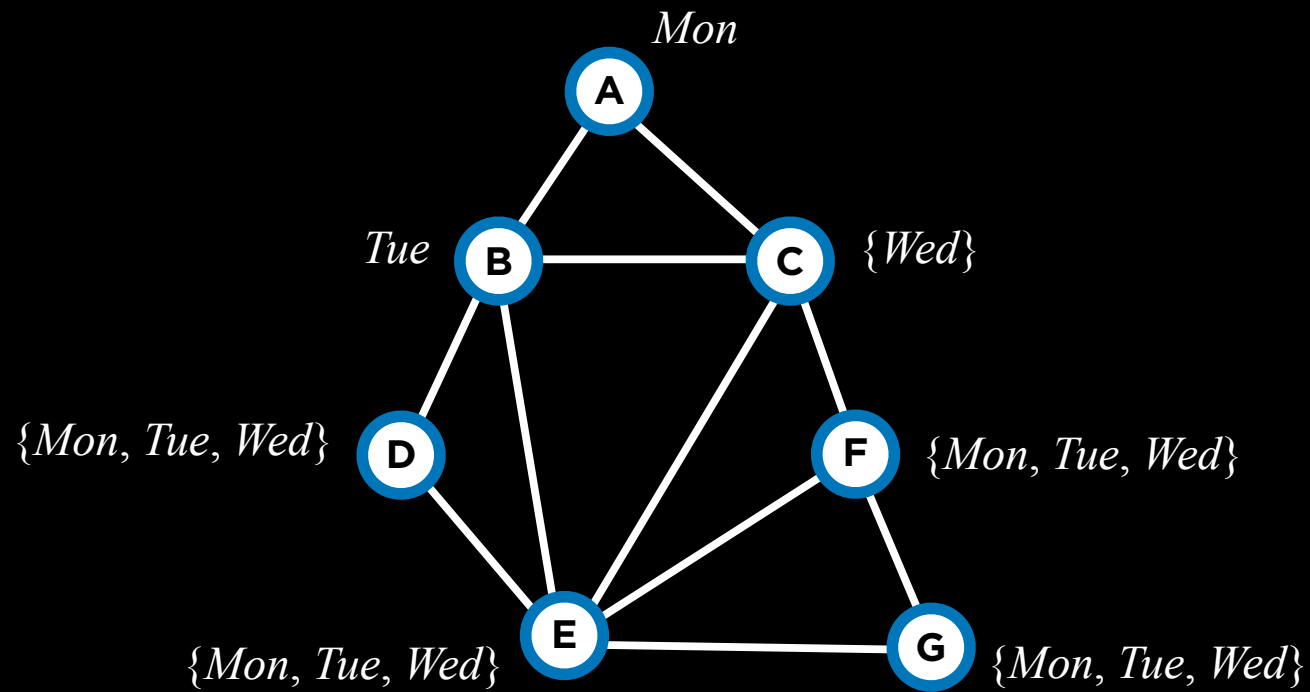 Mon
A
Tue
B
C
{Wed}
{Mon, Tue, Wed}
D
F
{Mon, Tue, Wed}
E
G
{Mon, Tue, Wed}
{Mon, Tue, Wed}